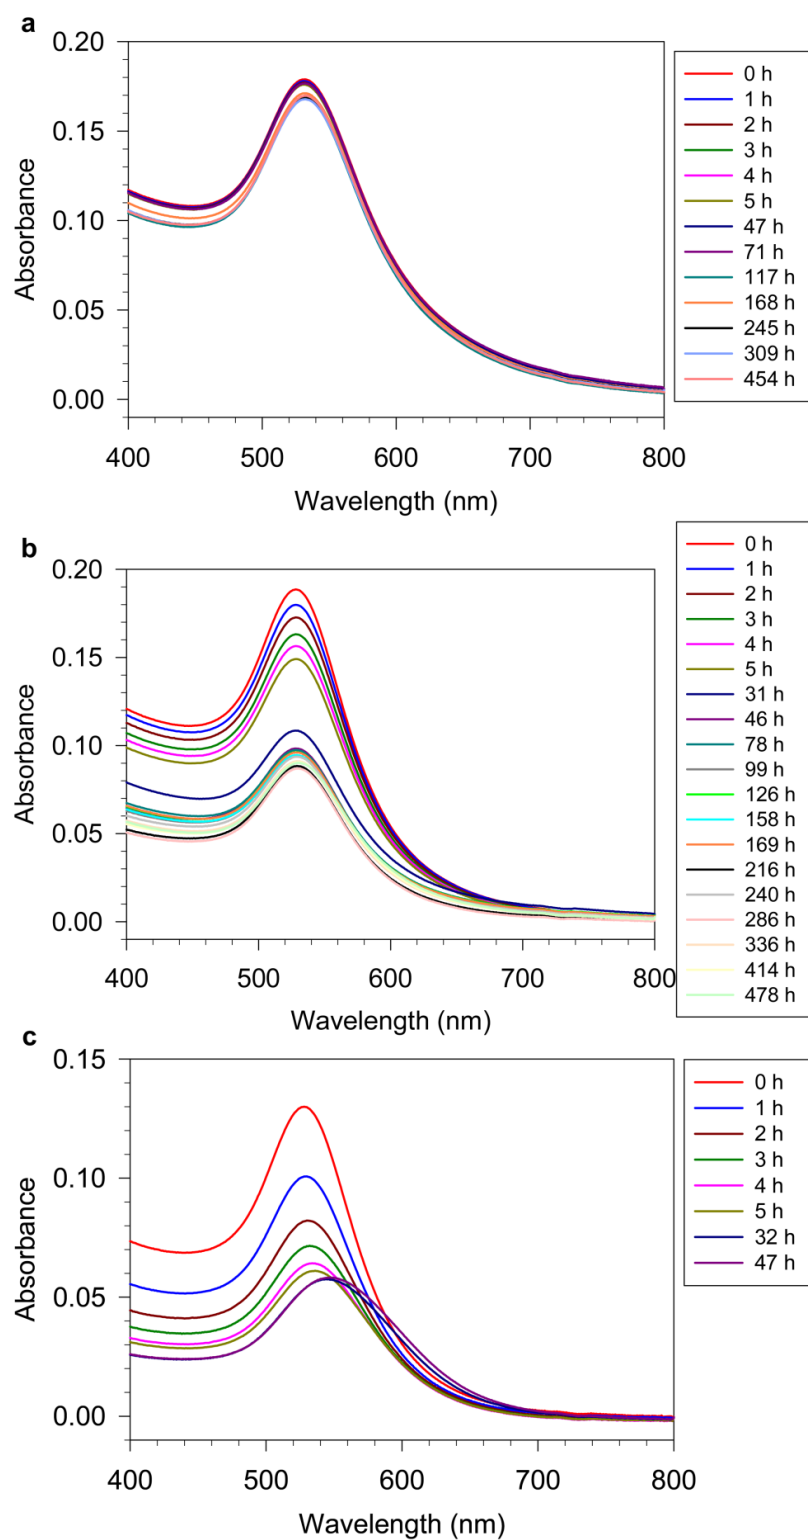 a
0.20
0.15
0.10
0.05
0.00
Absorbance
400 500 600 700 800
Wavelength (nm)
0 h
1 h
2 h
3 h
4 h
5 h
47 h
71 h
117 h
168 h
245 h
309 h
454 h
b
0.20
0.15
0.10
0.05
0.00
Absorbance
400 500 600 700 800
Wavelength (nm)
0 h
1 h
2 h
3 h
4 h
5 h
31 h
46 h
78 h
99 h
126 h
158 h
169 h
216 h
240 h
286 h
336 h
414 h
478 h
c
0.15
0.10
0.05
0.00
Absorbance
400 500 600 700 800
Wavelength (nm)
0 h
1 h
2 h
3 h
4 h
5 h
32 h
47 h